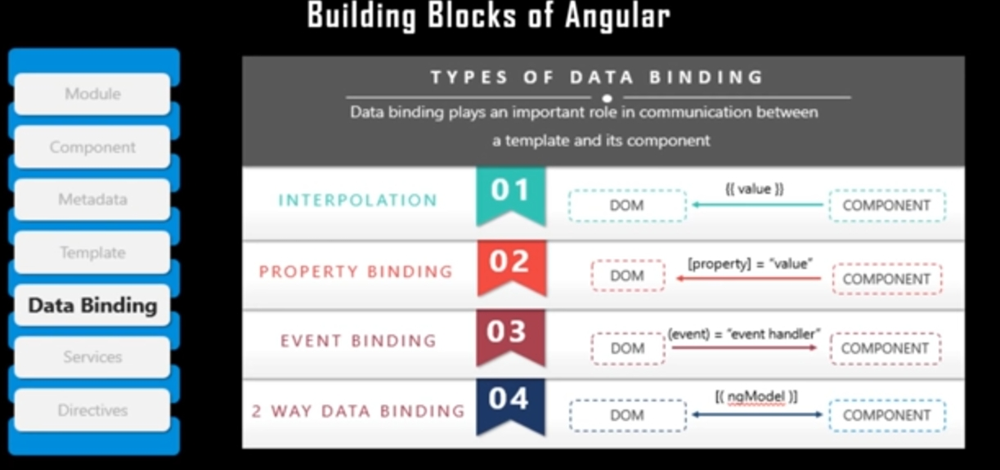 Building Blocks of Angular
Module
Component
Metadata
Template
Data Binding
Services
Directives
TYPES OF DATA BINDING
Data binding plays an important role in communication between
a template and its component
INTERPOLATION
01
DOM
{{ value }}
COMPONENT
PROPERTY BINDING
02
DOM
[property] = "value"
COMPONENT
EVENT BINDING
03
DOM
(event) = "event handler"
COMPONENT
2 WAY DATA BINDING
04
DOM
[( ngModel )]
COMPONENT